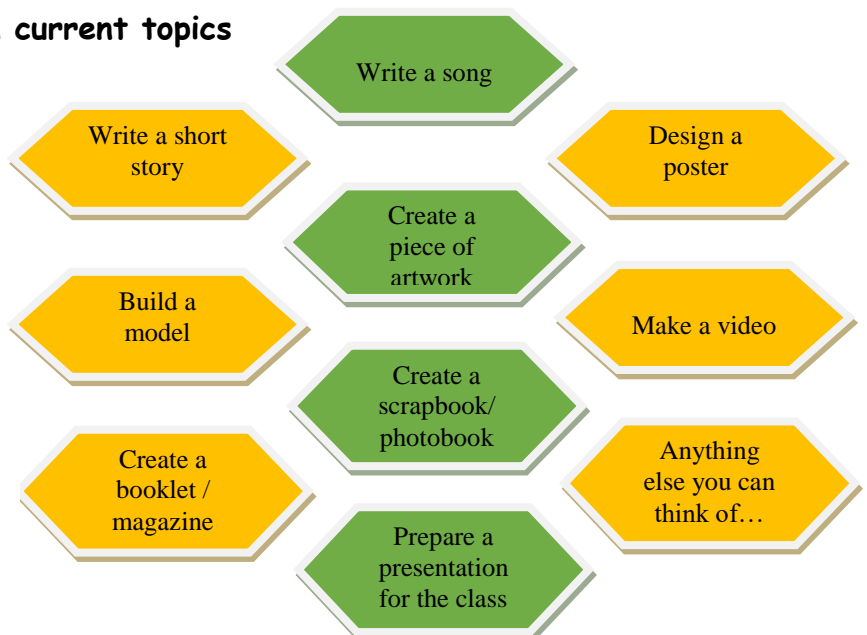 current topics
Write a song
Write a short
story
Design a
poster
Create a
piece of
artwork
Build a
model
Make a video
Create a
scrapbook/
photobook
Create a
booklet /
magazine
Anything
else you can
think of…
Prepare a
presentation
for the class